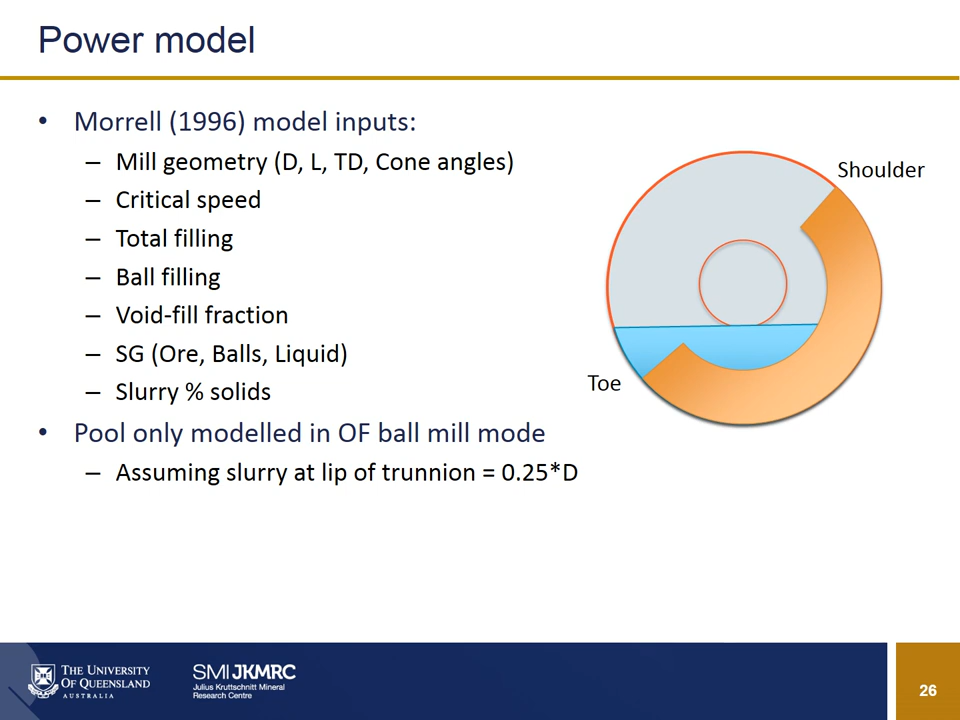 Power model
• Morrell (1996) model inputs:
– Mill geometry (D, L, TD, Cone angles)
– Critical speed
– Total filling
– Ball filling
– Void-fill fraction
– SG (Ore, Balls, Liquid)
– Slurry % solids
• Pool only modelled in OF ball mill mode
– Assuming slurry at lip of trunnion = 0.25*D
Shoulder
Toe
THE UNIVERSITY
OF QUEENSLAND
AUSTRALIA
SMI JKMRC
Julius Kruttschnitt Mineral
Research Centre
26